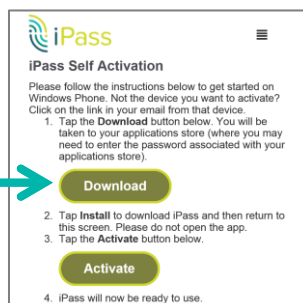 iPass
iPass Self Activation
Please follow the instructions below to get started on
Windows Phone. Not the device you want to activate?
Click on the link in your email from that device.
1. Tap the Download button below. You will be
taken to your applications store (where you may
need to enter the password associated with your
applications store).
Download
2. Tap Install to download iPass and then return to
this screen. Please do not open the app.
3. Tap the Activate button below.
Activate
4. iPass will now be ready to use.